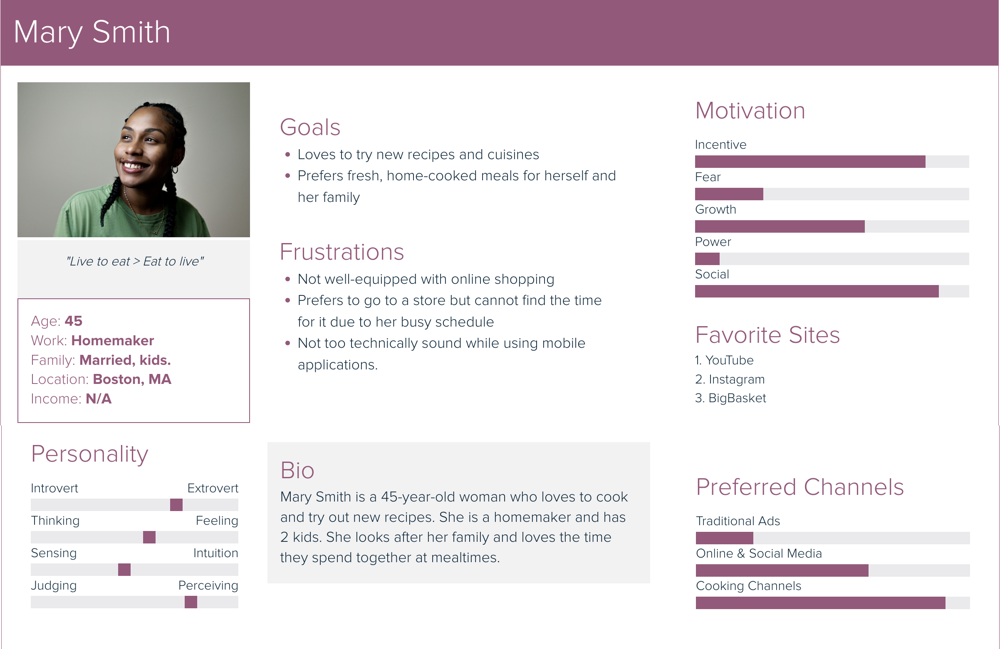 Mary Smith
"Live to eat > Eat to live"
Age: 45
Work: Homemaker
Family: Married, kids.
Location: Boston, MA
Income: N/A
Goals
• Loves to try new recipes and cuisines
• Prefers fresh, home-cooked meals for herself and
her family
Frustrations
• Not well-equipped with online shopping
• Prefers to go to a store but cannot find the time
for it due to her busy schedule
• Not too technically sound while using mobile
applications.
Motivation
Incentive
Fear
Growth
Power
Social
Favorite Sites
1. YouTube
2. Instagram
3. BigBasket
Personality
Introvert Extrovert
Thinking Feeling
Sensing Intuition
Judging Perceiving
Bio
Mary Smith is a 45-year-old woman who loves to cook
and try out new recipes. She is a homemaker and has
2 kids. She looks after her family and loves the time
they spend together at mealtimes.
Preferred Channels
Traditional Ads
Online & Social Media
Cooking Channels